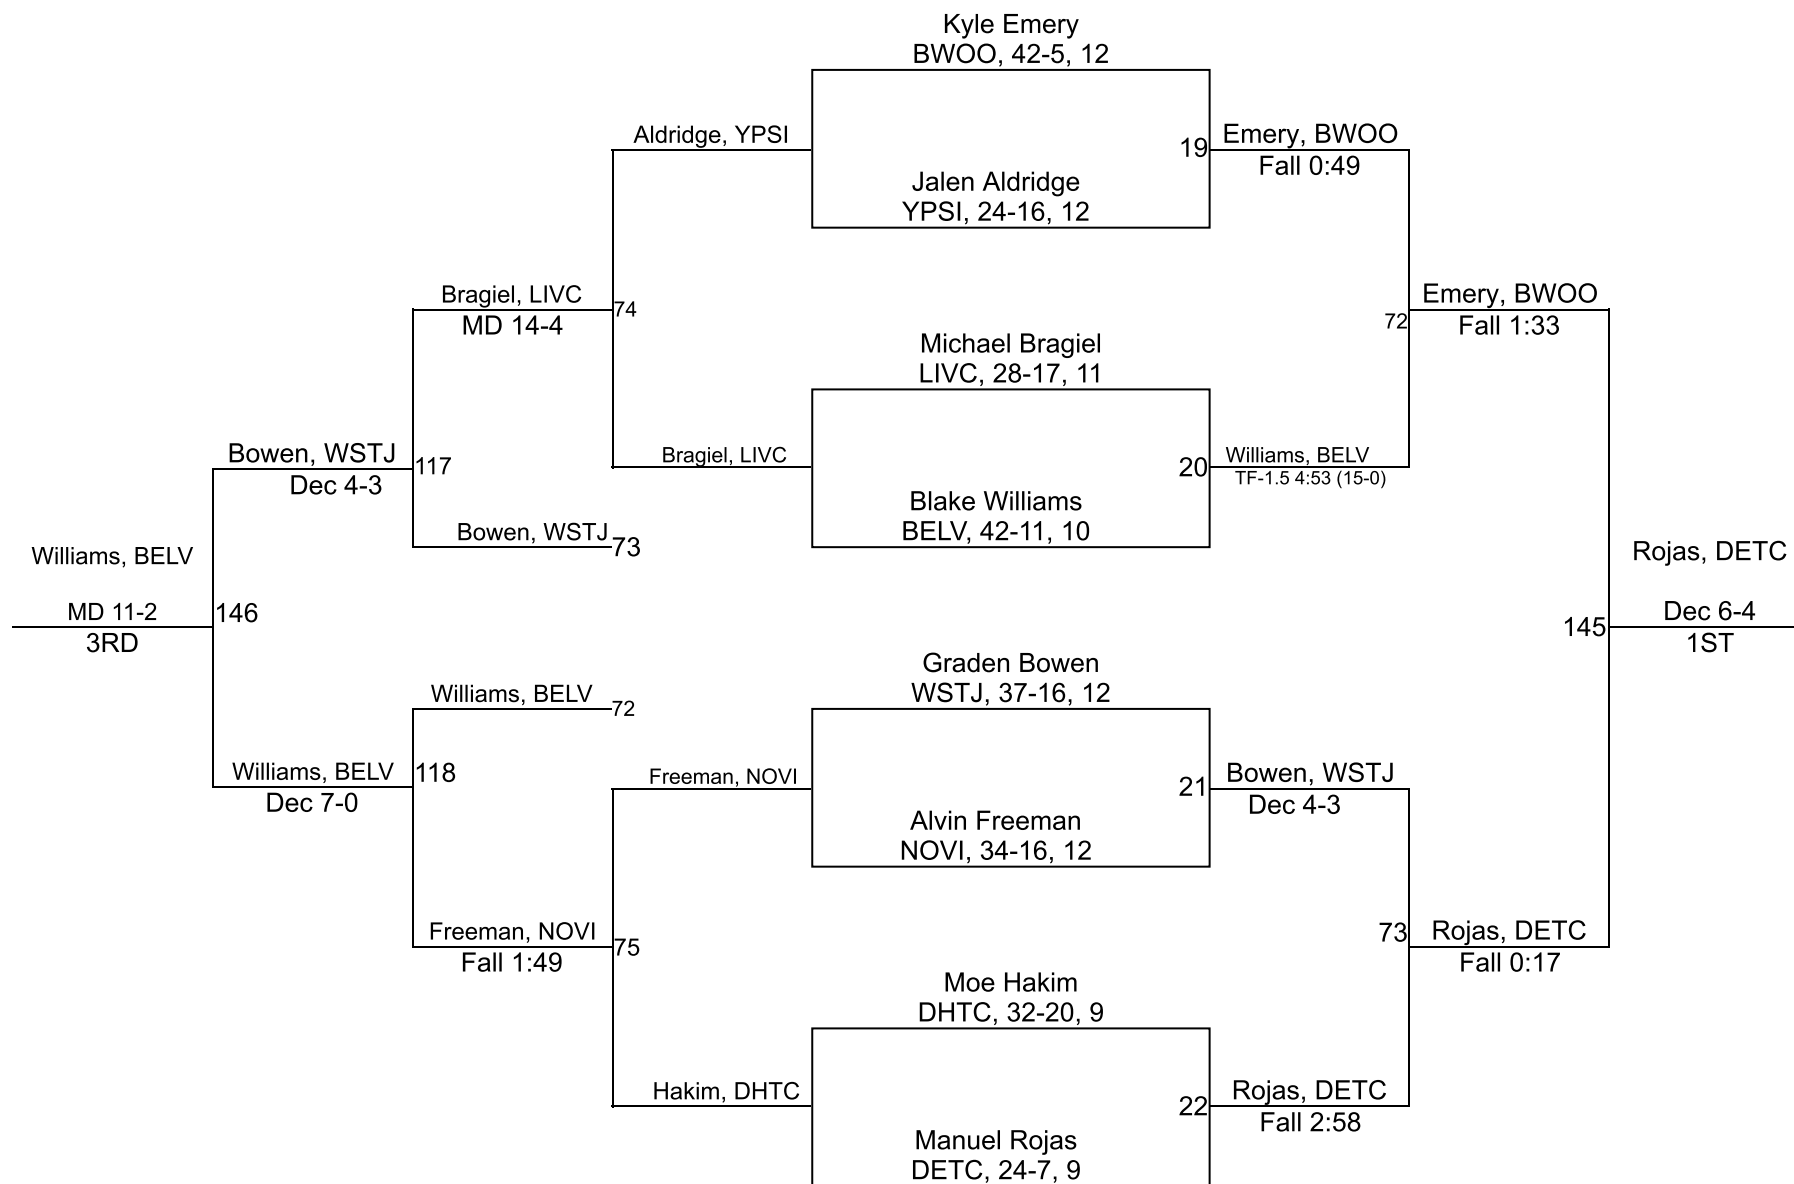 Kyle Emery
BWOO, 42-5, 12
Aldridge, YPSI
19
Emery, BWOO
Fall 0:49
Jalen Aldridge
YPSI, 24-16, 12
Bragiel, LIVC
MD 14-4
74
Emery, BWOO
72
Fall 1:33
Michael Bragiel
LIVC, 28-17, 11
Bowen, WSTJ
Dec 4-3
117
Bragiel, LIVC
20
Williams, BELV
TF-1.5 4:53 (15-0)
Blake Williams
BELV, 42-11, 10
Bowen, WSTJ
73
Williams, BELV
MD 11-2
3RD
146
Rojas, DETC
145
Dec 6-4
1ST
Graden Bowen
WSTJ, 37-16, 12
Williams, BELV
72
Williams, BELV
Dec 7-0
118
Freeman, NOVI
21
Bowen, WSTJ
Dec 4-3
Alvin Freeman
NOVI, 34-16, 12
Freeman, NOVI
Fall 1:49
75
73
Rojas, DETC
Fall 0:17
Moe Hakim
DHTC, 32-20, 9
Hakim, DHTC
22
Rojas, DETC
Fall 2:58
Manuel Rojas
DETC, 24-7, 9